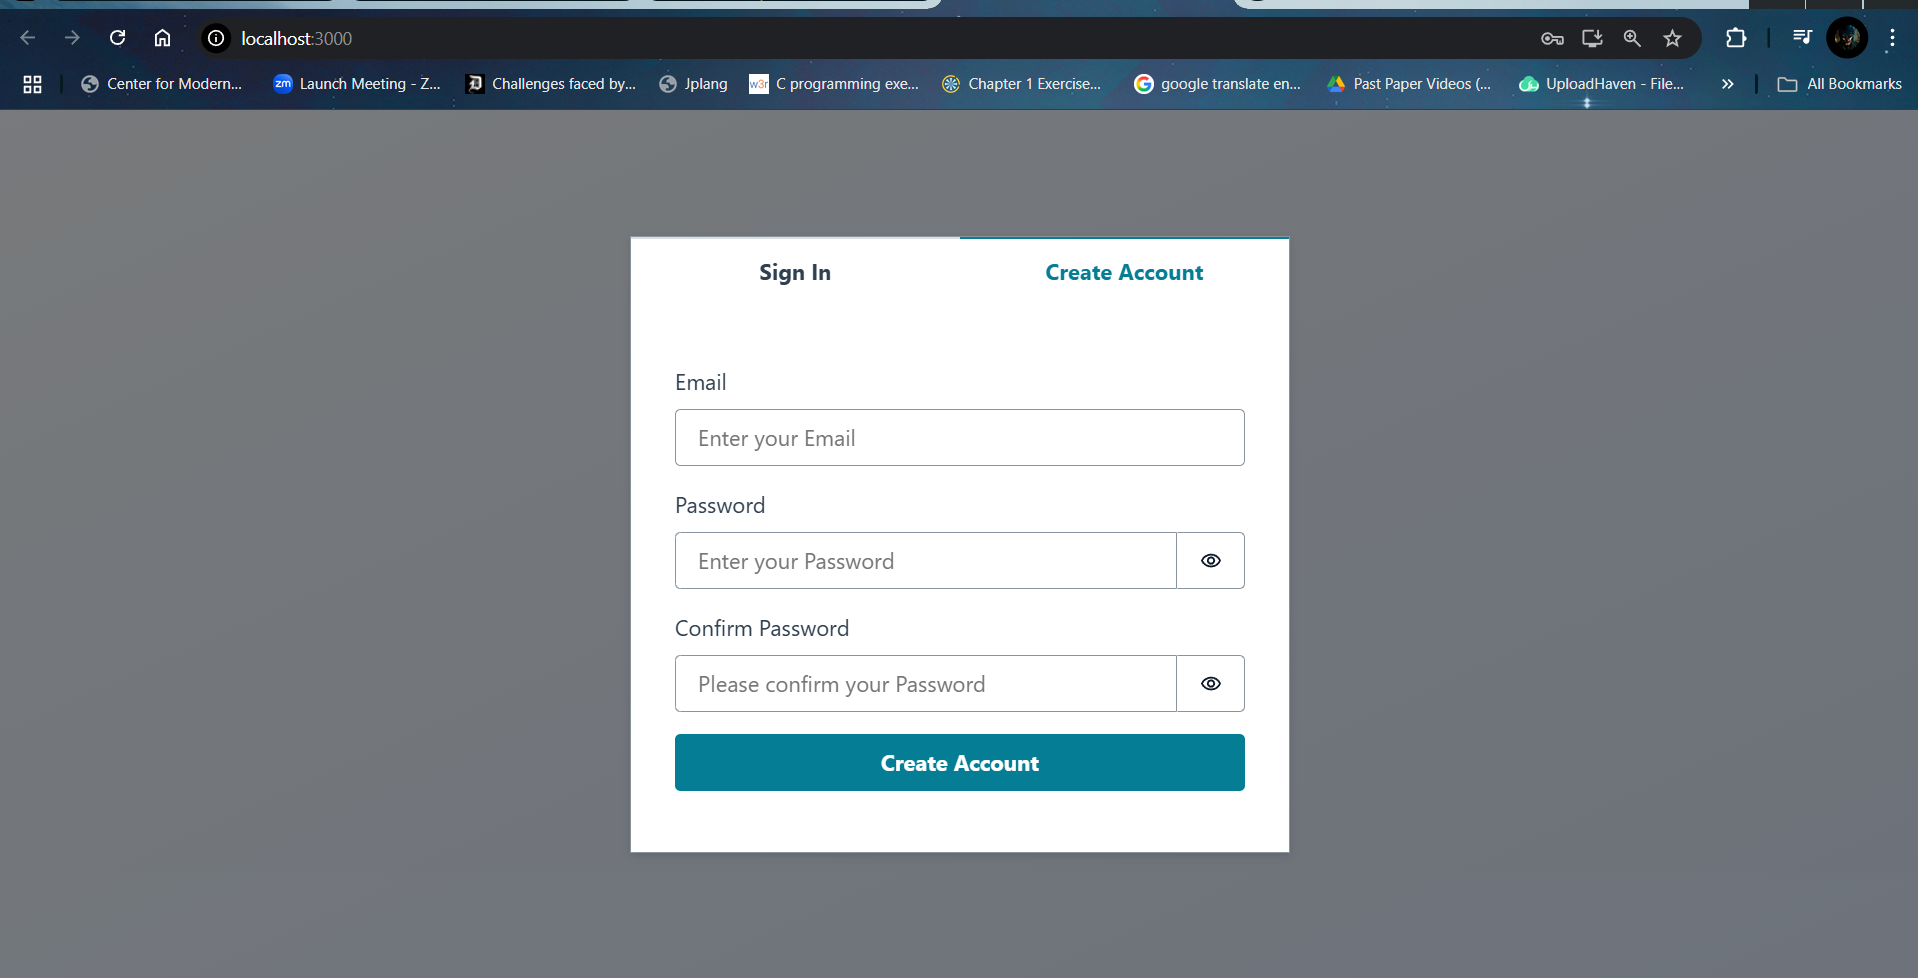 localhost:3000
Center for Modern... zm Launch Meeting - Z... Challenges faced by... Jplang w3r C programming exe... Chapter 1 Exercise... google translate en... Past Paper Videos (... UploadHaven - File... » All Bookmarks
Sign In Create Account
Email
Enter your Email
Password
Enter your Password
Confirm Password
Please confirm your Password
Create Account